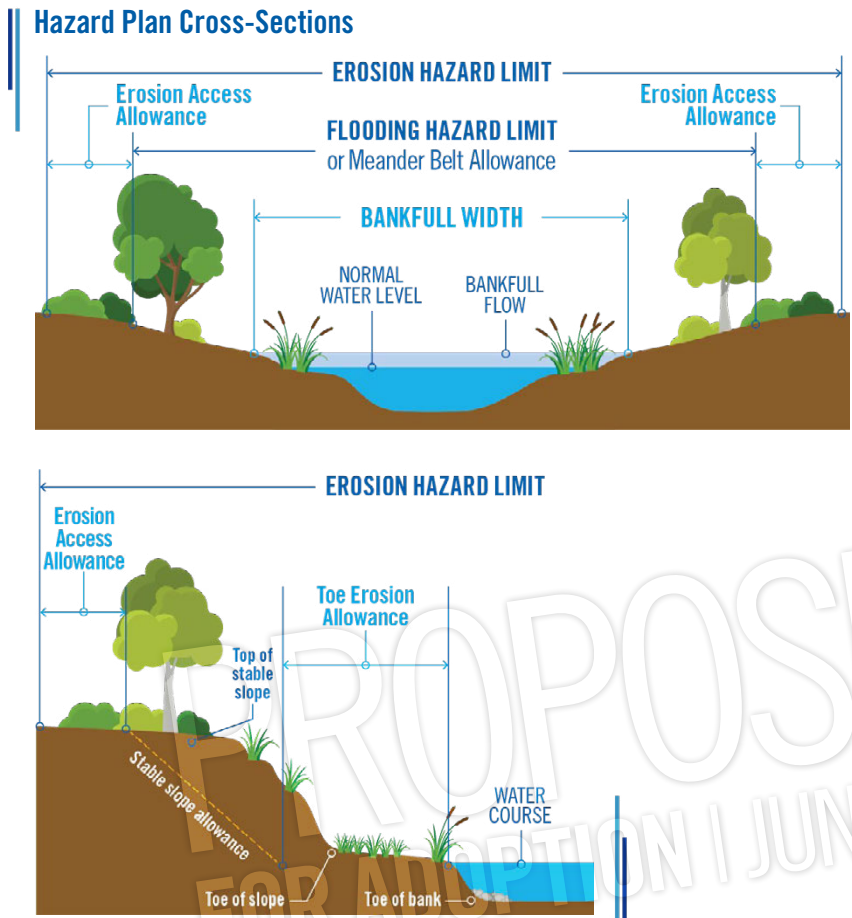 Hazard Plan Cross-Sections
EROSION HAZARD LIMIT
Erosion Access
Allowance
Erosion Access
Allowance
FLOODING HAZARD LIMIT
or Meander Belt Allowance
BANKFULL WIDTH
NORMAL
WATER LEVEL
BANKFULL
FLOW
EROSION HAZARD LIMIT
Erosion
Access
Allowance
Toe Erosion
Allowance
Top of
stable
slope
Stable slope allowance
WATER
COURSE
Toe of slope
Toe of bank
FOR ADOPTION |